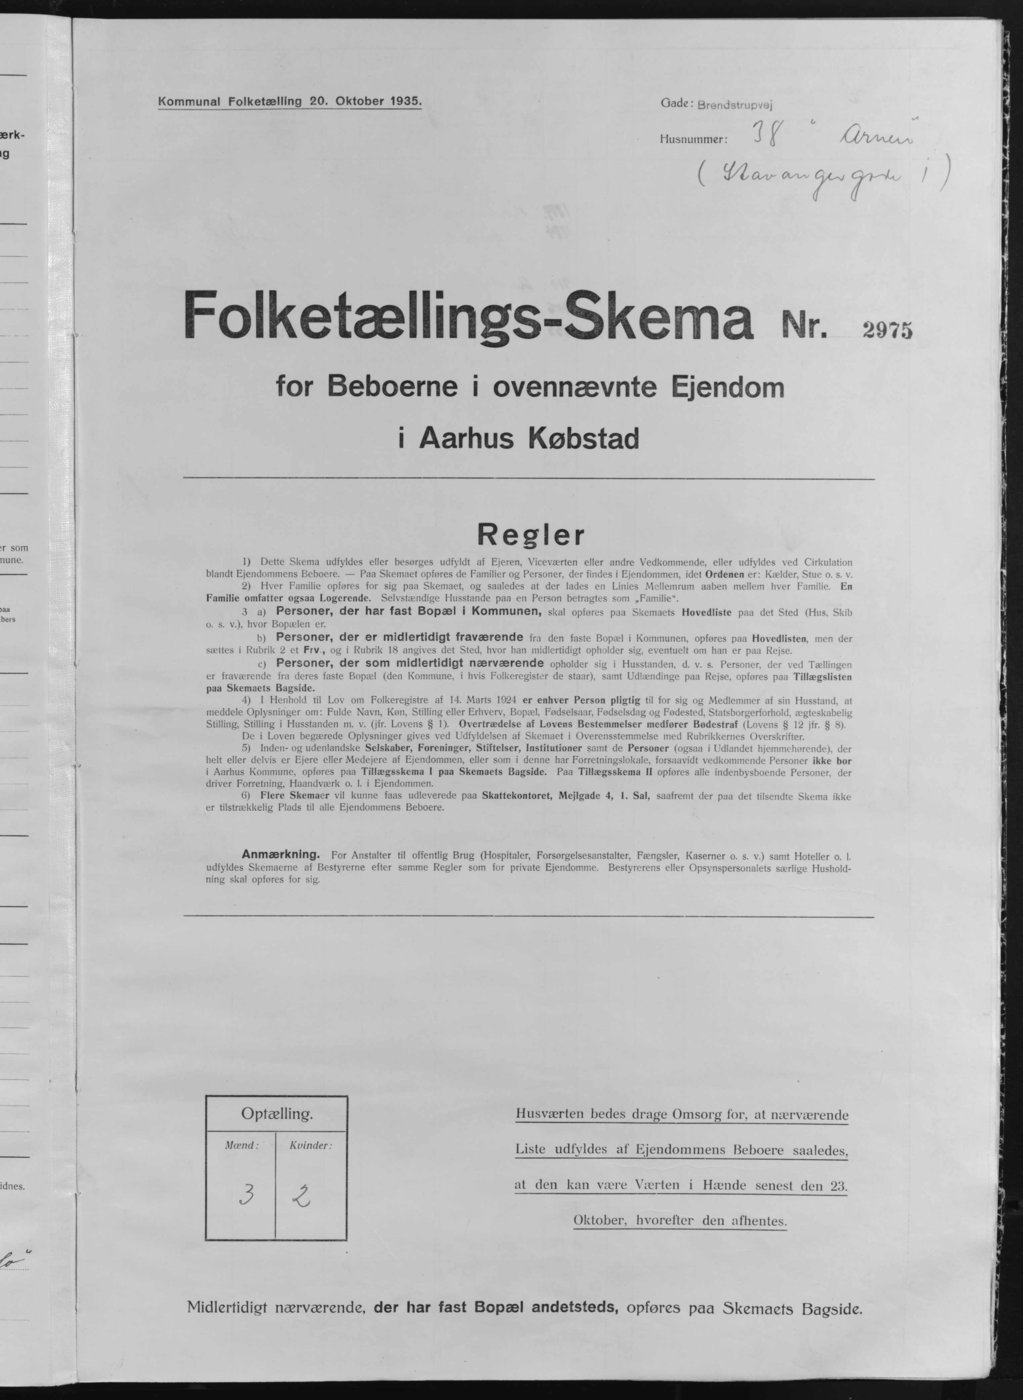 ærk-
ng
er som
mune.
paa
bers
idnes.
Kommunal Folketælling 20. Oktober 1935.
Gade: Brendstrupvej
Husnummer: 38 "Arnen"
(Stavangergade 1)
Folketællings-Skema Nr. 2975
for Beboerne i ovennævnte Ejendom
i Aarhus Købstad
Regler
1) Dette Skema udfyldes eller besørges udfyldt af Ejeren, Viceværten eller andre Vedkommende, eller udfyldes ved Cirkulation
blandt Ejendommens Beboere. — Paa Skemaet opføres de Familier og Personer, der findes i Ejendommen, idet Ordenen er: Kælder, Stue o. s. v.
2) Hver Familie opføres for sig paa Skemaet, og saaledes at der lades en Linies Mellemrum aaben mellem hver Familie. En
Familie omfatter ogsaa Logerende. Selvstændige Husstande paa en Person betragtes som „Familie“.
3 a) Personer, der har fast Bopæl i Kommunen, skal opføres paa Skemaets Hovedliste paa det Sted (Hus, Skib
o. s. v.), hvor Bopælen er.
b) Personer, der er midlertidigt fraværende fra den faste Bopæl i Kommunen, opføres paa Hovedlisten, men der
sættes i Rubrik 2 et Frv., og i Rubrik 18 angives det Sted, hvor han midlertidigt opholder sig, eventuelt om han er paa Rejse.
c) Personer, der som midlertidigt nærværende opholder sig i Husstanden, d. v. s. Personer, der ved Tællingen
er fraværende fra deres faste Bopæl (den Kommune, i hvis Folkeregister de staar), samt Udlændinge paa Rejse, opføres paa Tillægslisten
paa Skemaets Bagside.
4) I Henhold til Lov om Folkeregistre af 14. Marts 1924 er enhver Person pligtig til for sig og Medlemmer af sin Husstand, at
meddele Oplysninger om: Fulde Navn, Køn, Stilling eller Erhverv, Bopæl, Fødselsaar, Fødselsdag og Fødested, Statsborgerforhold, ægteskabelig
Stilling, Stilling i Husstanden m. v. (jfr. Lovens § 1). Overtrædelse af Lovens Bestemmelser medfører Bødestraf (Lovens § 12 jfr. § 8).
De i Loven begærede Oplysninger gives ved Udfyldelsen af Skemaet i Overensstemmelse med Rubrikkernes Overskrifter.
5) Inden- og udenlandske Selskaber, Foreninger, Stiftelser, Institutioner samt de Personer (ogsaa i Udlandet hjemmehørende), der
helt eller delvis er Ejere eller Medejere af Ejendommen, eller som i denne har Forretningslokale, forsaavidt vedkommende Personer ikke bor
i Aarhus Kommune, opføres paa Tillægsskema I paa Skemaets Bagside. Paa Tillægsskema II opføres alle indenbysboende Personer, der
driver Forretning, Haandværk o. l. i Ejendommen.
6) Flere Skemaer vil kunne faas udleverede paa Skattekontoret, Mejlgade 4, 1. Sal, saafremt der paa det tilsendte Skema ikke
er tilstrækkelig Plads til alle Ejendommens Beboere.
Anmærkning. For Anstalter til offentlig Brug (Hospitaler, Forsørgelsesanstalter, Fængsler, Kaserner o. s. v.) samt Hoteller o. l.
udfyldes Skemaerne af Bestyrerne efter samme Regler som for private Ejendomme. Bestyrerens eller Opsynspersonalets særlige Hushold-
ning skal opføres for sig.
Optælling.
Mænd: Kvinder:
3 2
Husværten bedes drage Omsorg for, at nærværende
Liste udfyldes af Ejendommens Beboere saaledes,
at den kan være Værten i Hænde senest den 23.
Oktober, hvorefter den afhentes.
Midlertidigt nærværende, der har fast Bopæl andetsteds, opføres paa Skemaets Bagside.